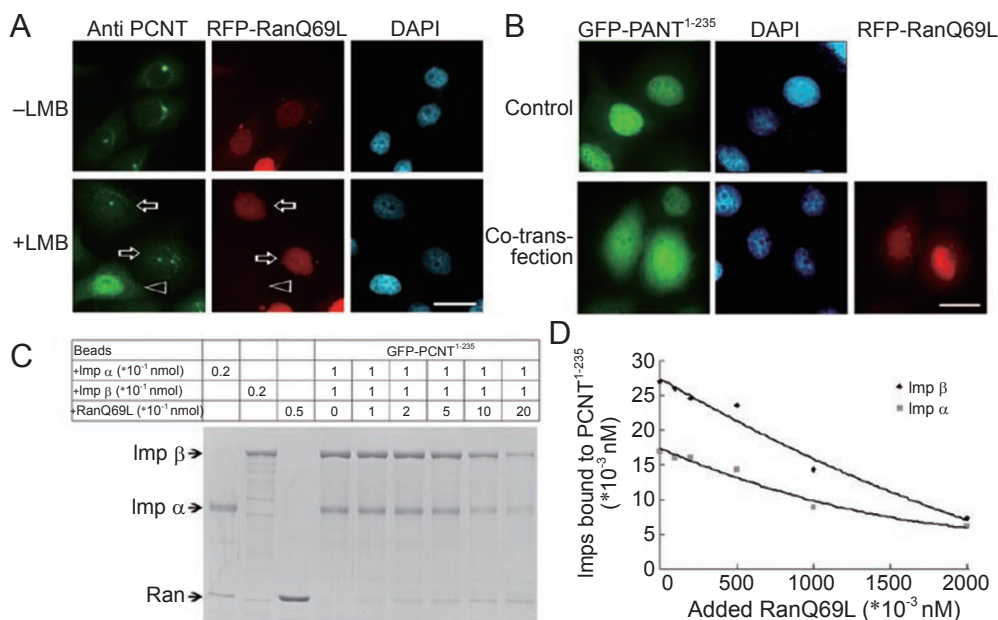 A
Anti PCNT RFP-RanQ69L DAPI
–LMB
+LMB
B
GFP-PANT1-235 DAPI RFP-RanQ69L
Control
Co-trans-
fection
C
Beads GFP-PCNT1-235
+Imp α (*10-1 nmol) 0.2 1 1 1 1 1 1
+Imp β (*10-1 nmol) 0.2 1 1 1 1 1 1
+RanQ69L (*10-1 nmol) 0.5 0 1 2 5 10 20
Imp β
Imp α
Ran
D
Imps bound to PCNT1-235
(*10-3 nM)
30
25
20
15
10
5
0
Imp β
Imp α
0 500 1000 1500 2000
Added RanQ69L (*10-3 nM)